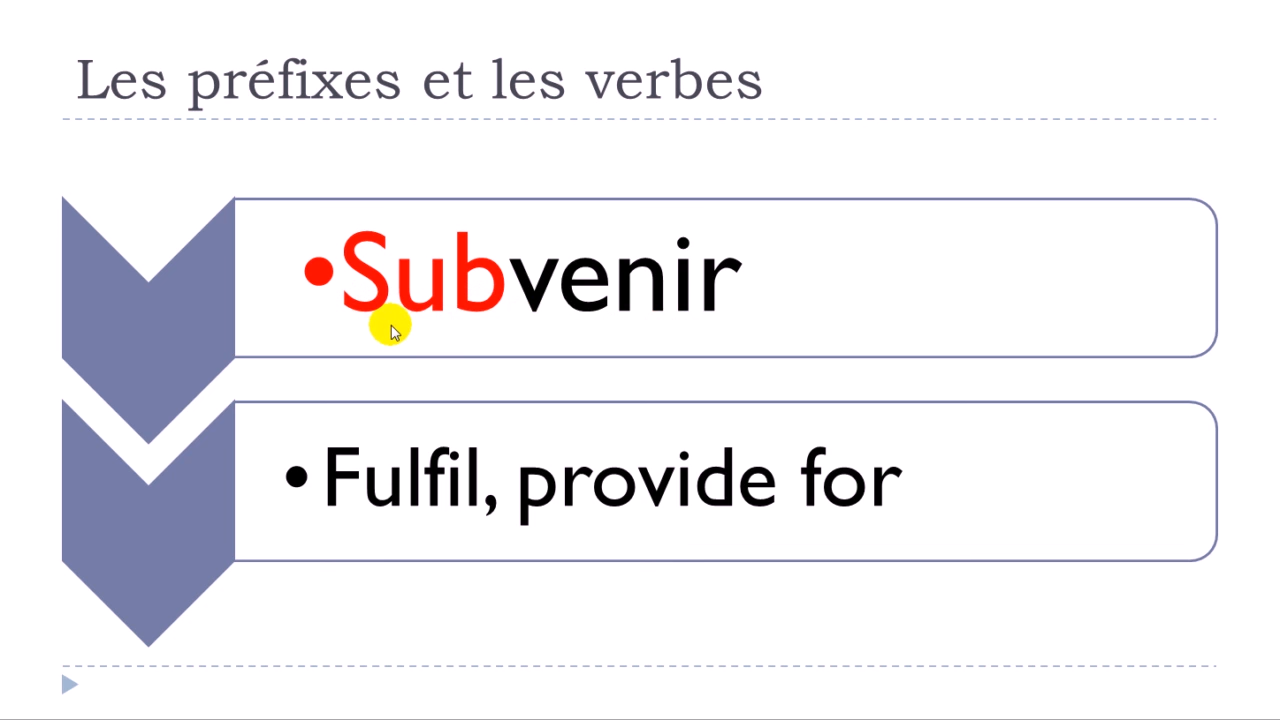 Les préfixes et les verbes
•Subvenir
•Fulfil, provide for